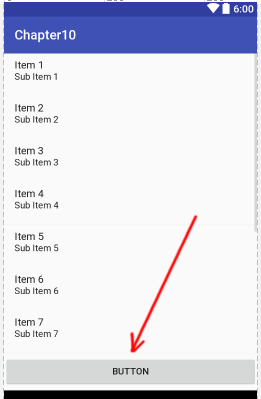 6:00
Chapter10
Item 1
Sub Item 1
Item 2
Sub Item 2
Item 3
Sub Item 3
Item 4
Sub Item 4
Item 5
Sub Item 5
Item 6
Sub Item 6
Item 7
Sub Item 7
BUTTON